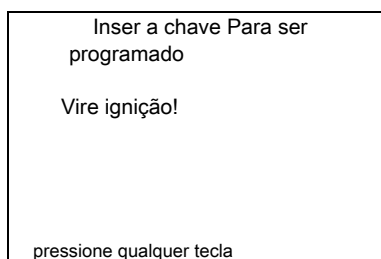 Inser a chave Para ser
programado
Vire ignição!
pressione qualquer tecla